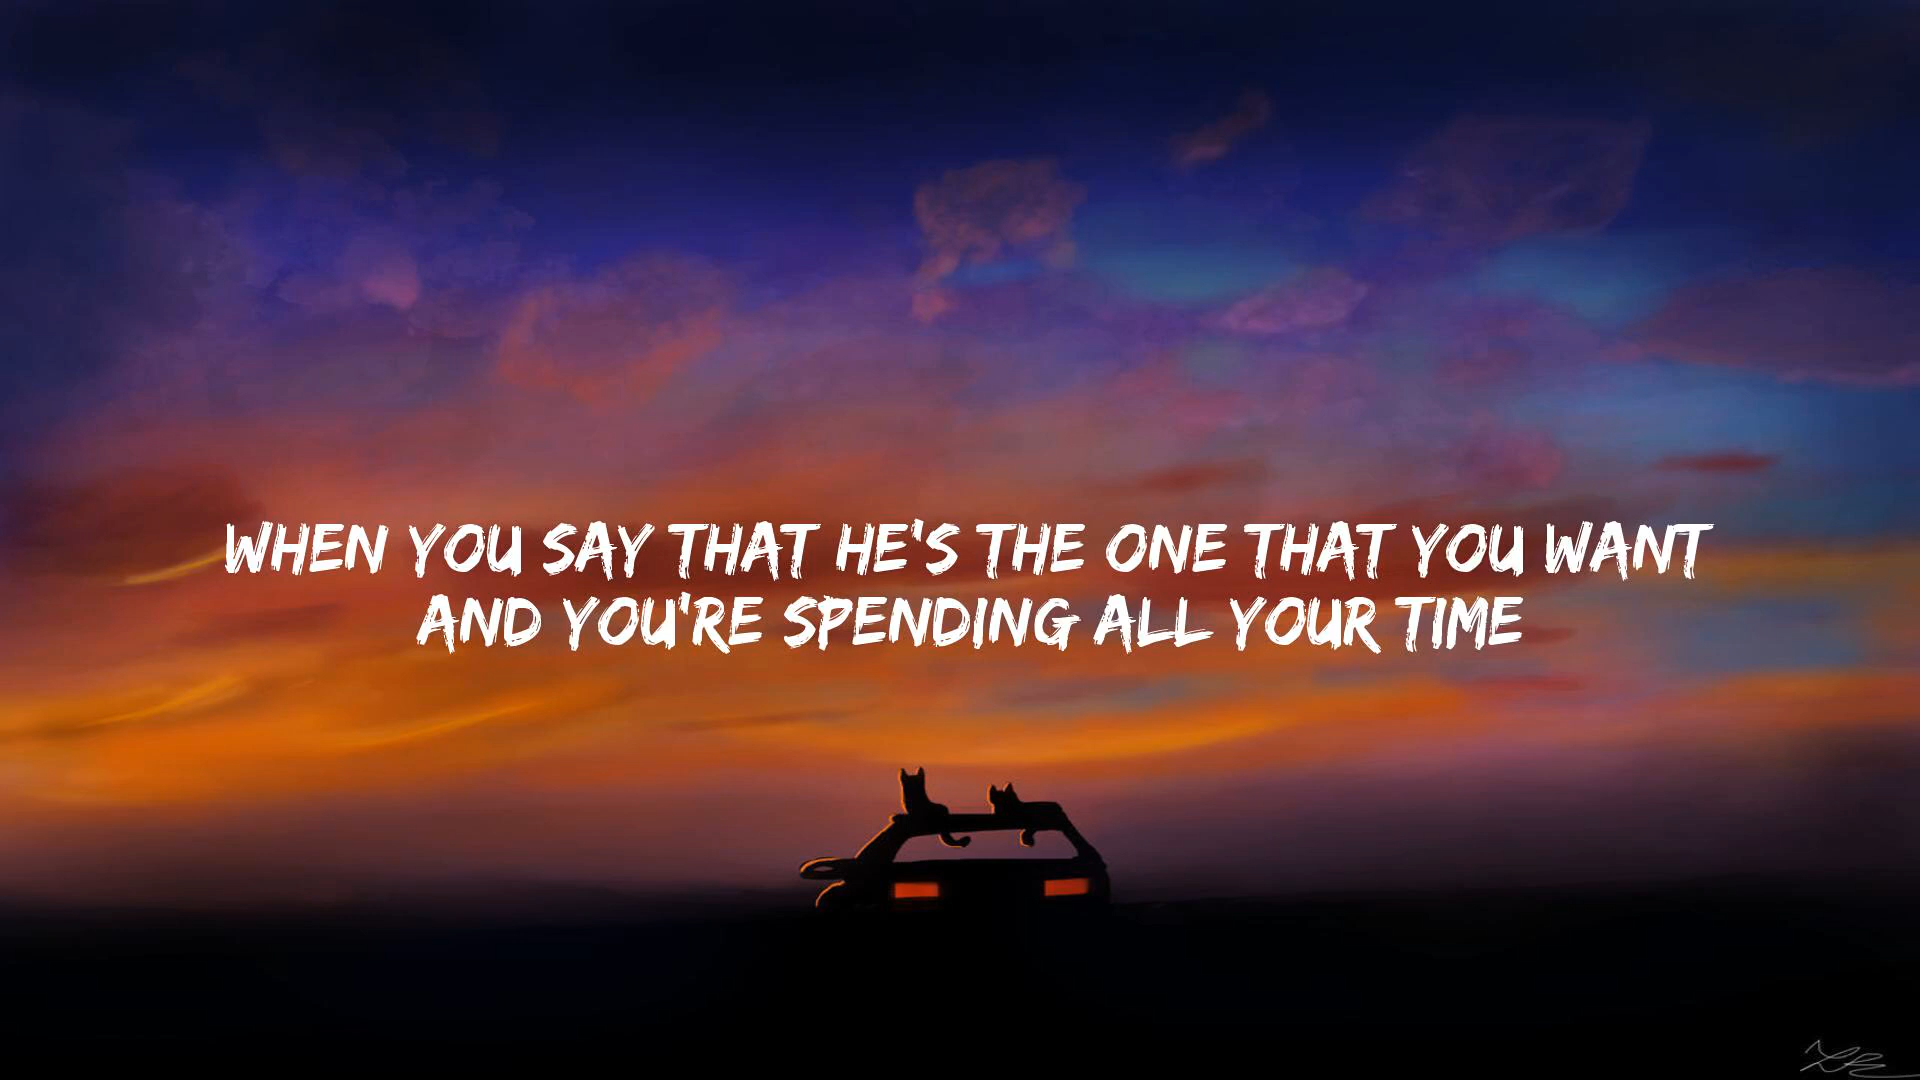 WHEN YOU SAY THAT HE'S THE ONE THAT YOU WANT
AND YOU'RE SPENDING ALL YOUR TIME